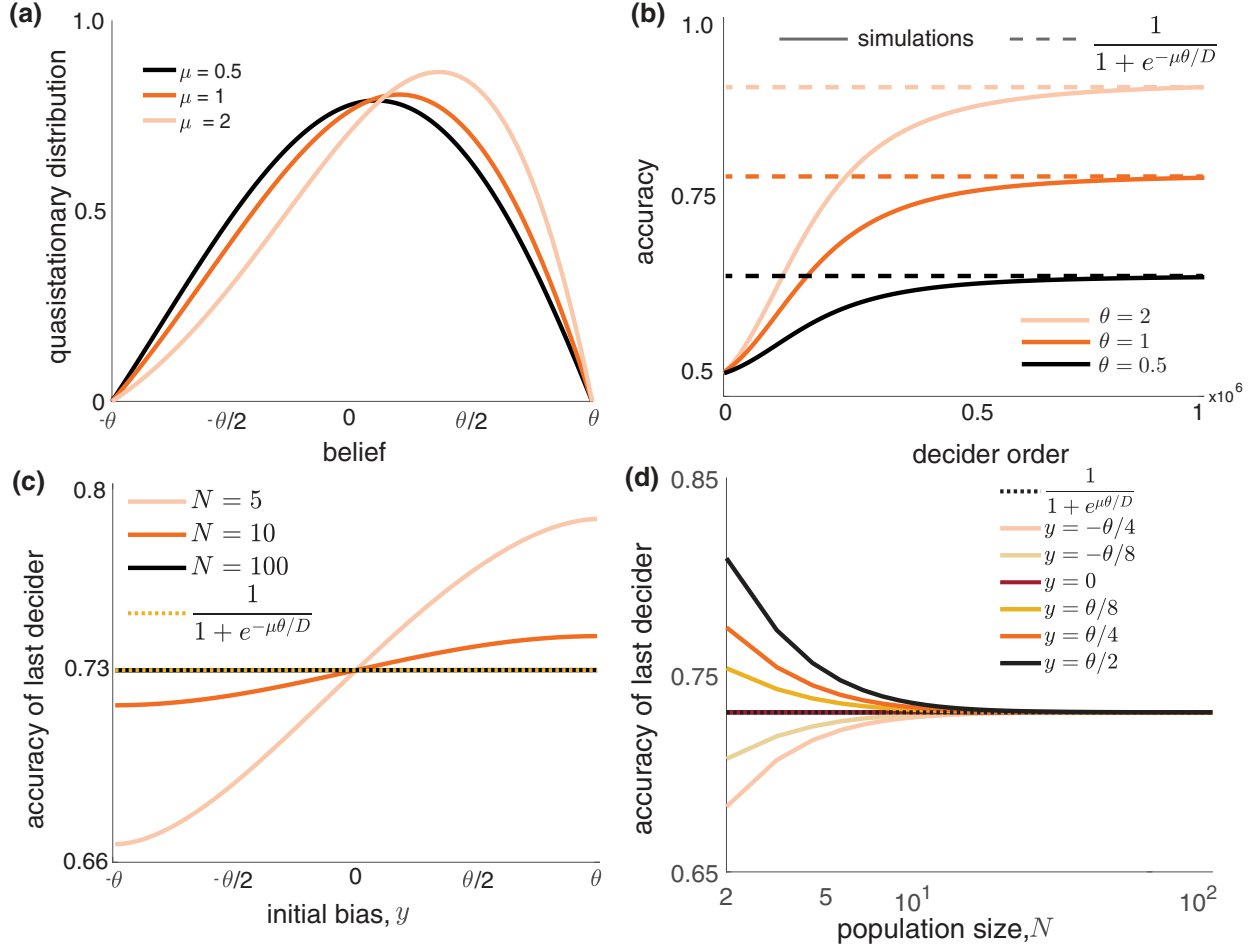 (a)
1.0
0.5
0
quasistationary distribution
μ = 0.5
μ = 1
μ = 2
-θ
-θ/2
0
θ/2
θ
belief
(b)
1.0
0.75
0.5
accuracy
simulations
1
1 + e^{-μθ/D}
θ = 2
θ = 1
θ = 0.5
0
0.5
1
x10^6
decider order
(c)
0.8
0.73
0.66
accuracy of last decider
N = 5
N = 10
N = 100
1
1 + e^{-μθ/D}
-θ
-θ/2
0
θ/2
θ
initial bias, y
(d)
0.85
0.75
0.65
accuracy of last decider
1
1 + e^{μθ/D}
y = −θ/4
y = −θ/8
y = 0
y = θ/8
y = θ/4
y = θ/2
2
5
10^1
10^2
population size, N